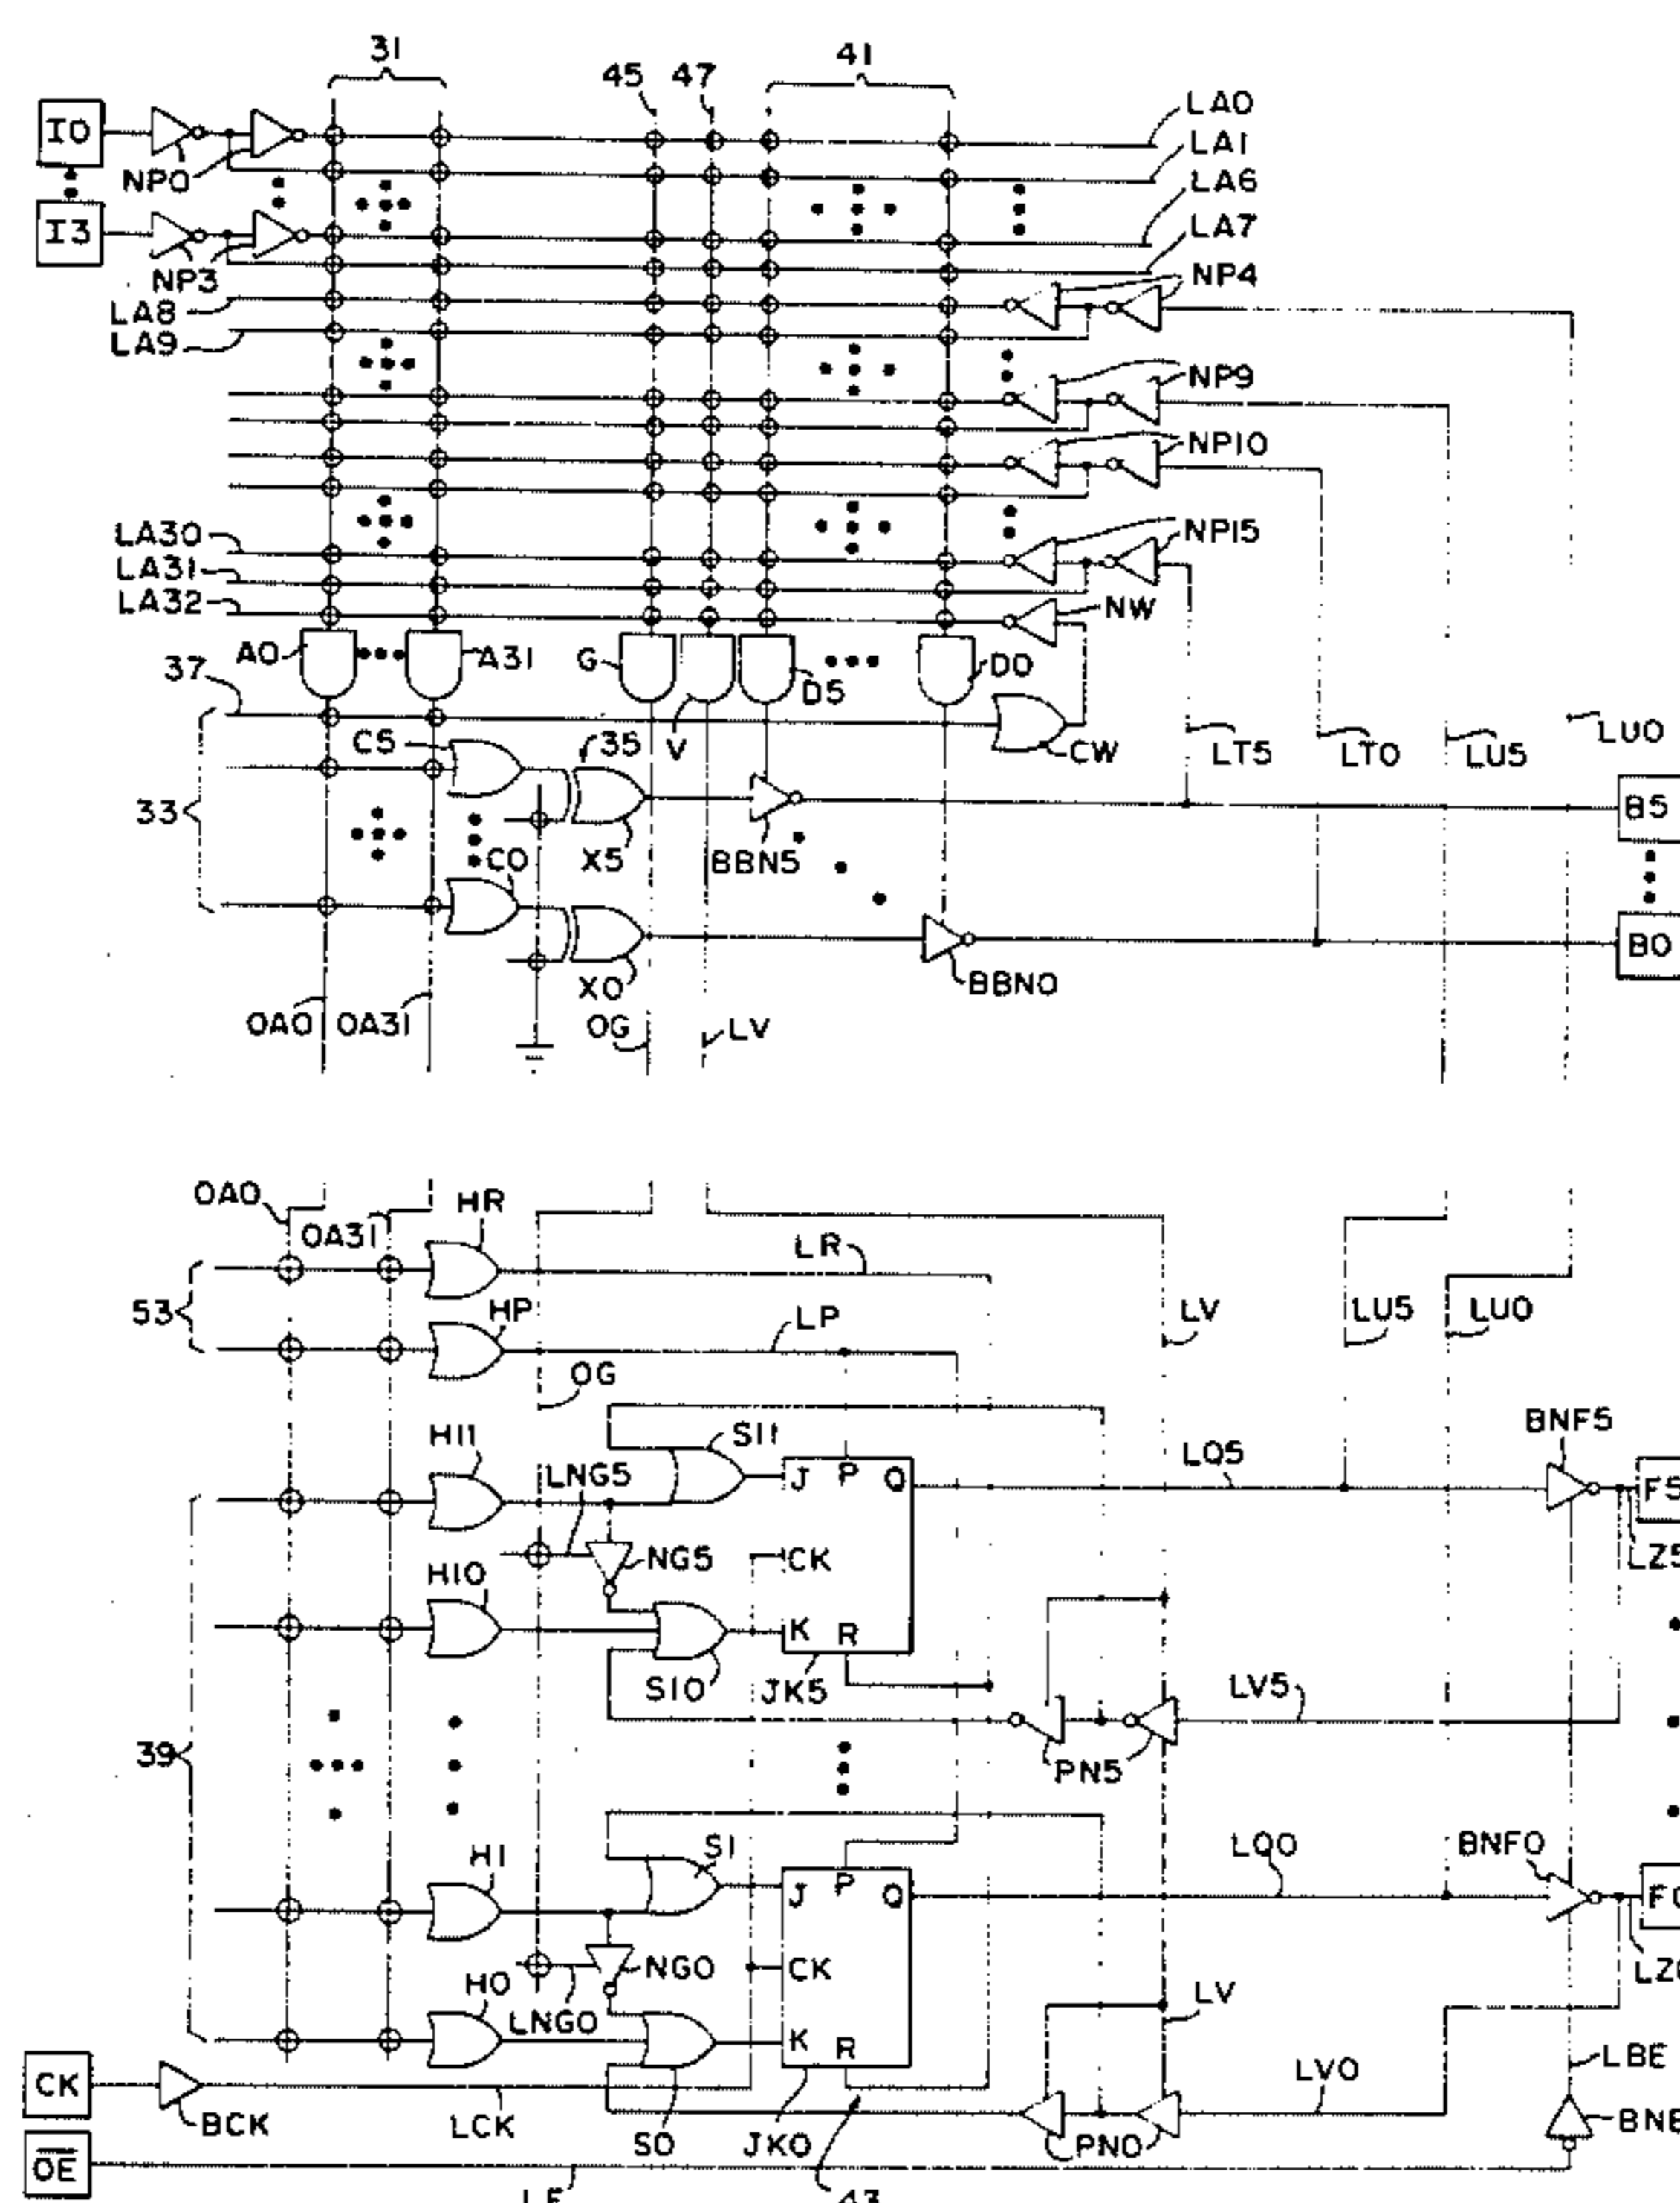 31
45 47 41
I0
NP0
LA0
LA1
LA6
I3
NP3
LA7
NP4
LA8
LA9
NP9
NP10
LA30
LA31
LA32
NP15
NW
A0
A31
G
V
D5
D0
37
C5
35
CW
LT5
LT0
LU5
LU0
33
C0
X5
BBN5
B5
X0
BBN0
B0
OA0
OA31
OG
LV
OA0
OA31
HR
LR
53
HP
LP
LV
LU5
LU0
OG
H11
LNG5
S11
J P Q
LQ5
BNF5
F5
NG5
CK
LZ5
H10
K R
S10
JK5
LV5
39
PN5
H1
S1
J P Q
LQ0
BNF0
H0
NG0
CK
LNG0
K R
LV
CK
BCK
LCK
S0
JK0
PN0
LV0
LBE
OE
43